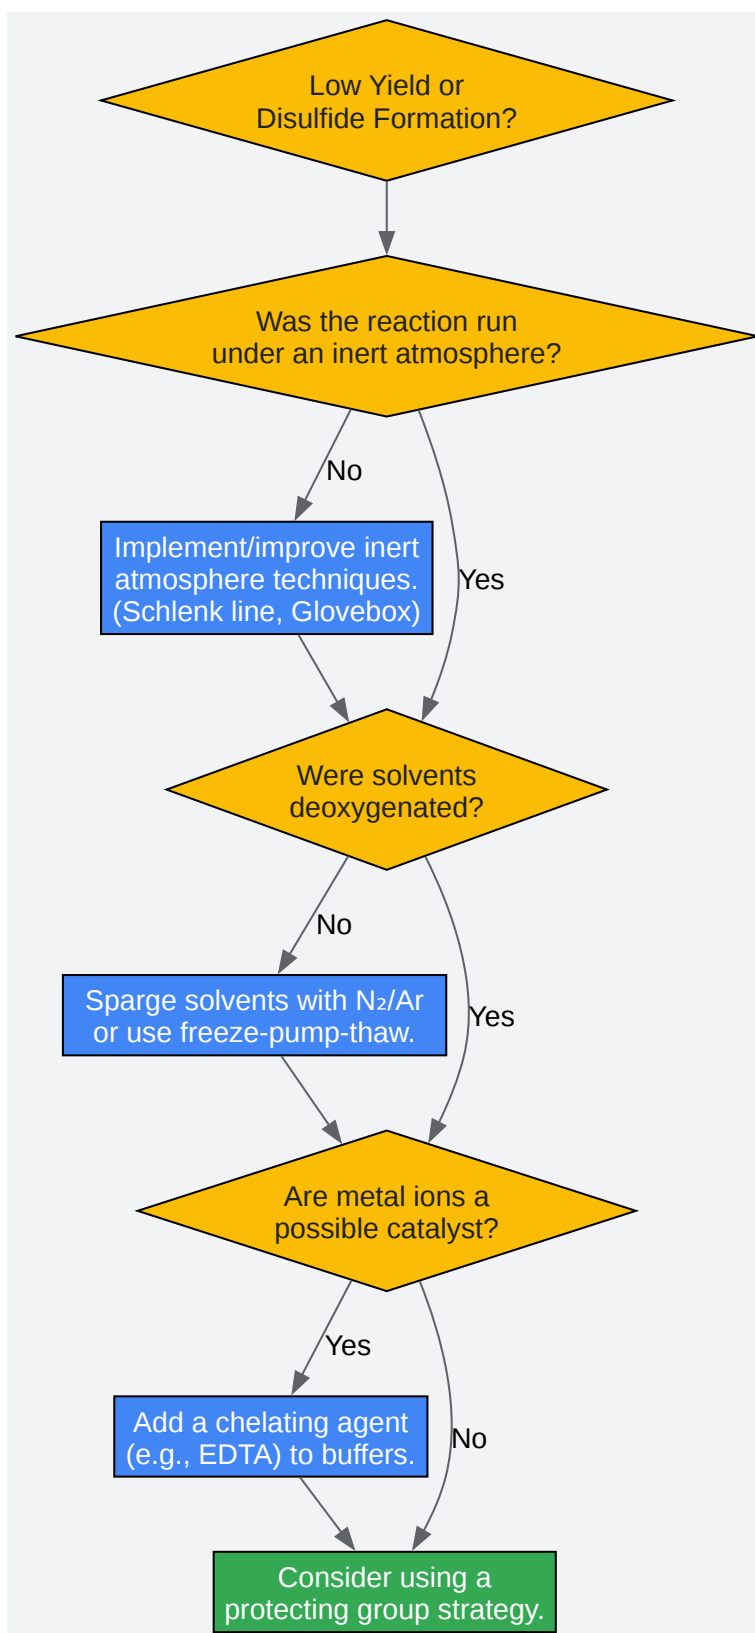 Low Yield or
Disulfide Formation?
Was the reaction run
under an inert atmosphere?
No
Implement/improve inert
atmosphere techniques.
(Schlenk line, Glovebox)
Yes
Were solvents
deoxygenated?
No
Sparge solvents with N₂/Ar
or use freeze-pump-thaw.
Yes
Are metal ions a
possible catalyst?
Yes
Add a chelating agent
(e.g., EDTA) to buffers.
No
Consider using a
protecting group strategy.